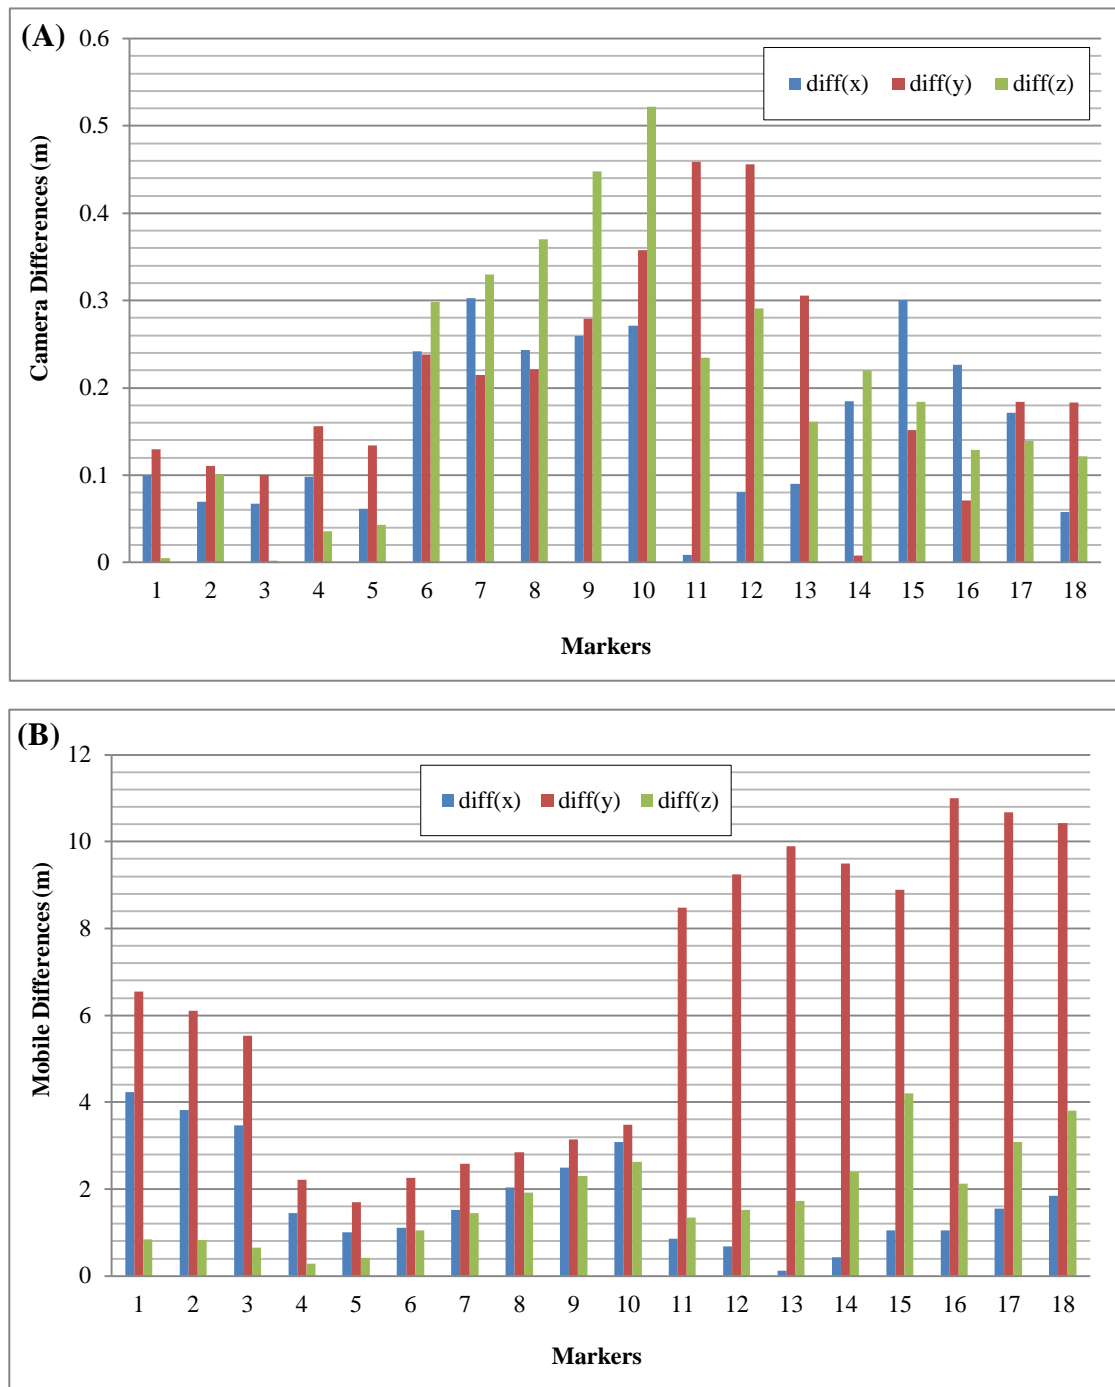 (A)
0.6
0.5
0.4
0.3
0.2
0.1
0
Camera Differences (m)
diff(x) diff(y) diff(z)
1 2 3 4 5 6 7 8 9 10 11 12 13 14 15 16 17 18
Markers
(B)
12
10
8
6
4
2
0
Mobile Differences (m)
diff(x) diff(y) diff(z)
1 2 3 4 5 6 7 8 9 10 11 12 13 14 15 16 17 18
Markers